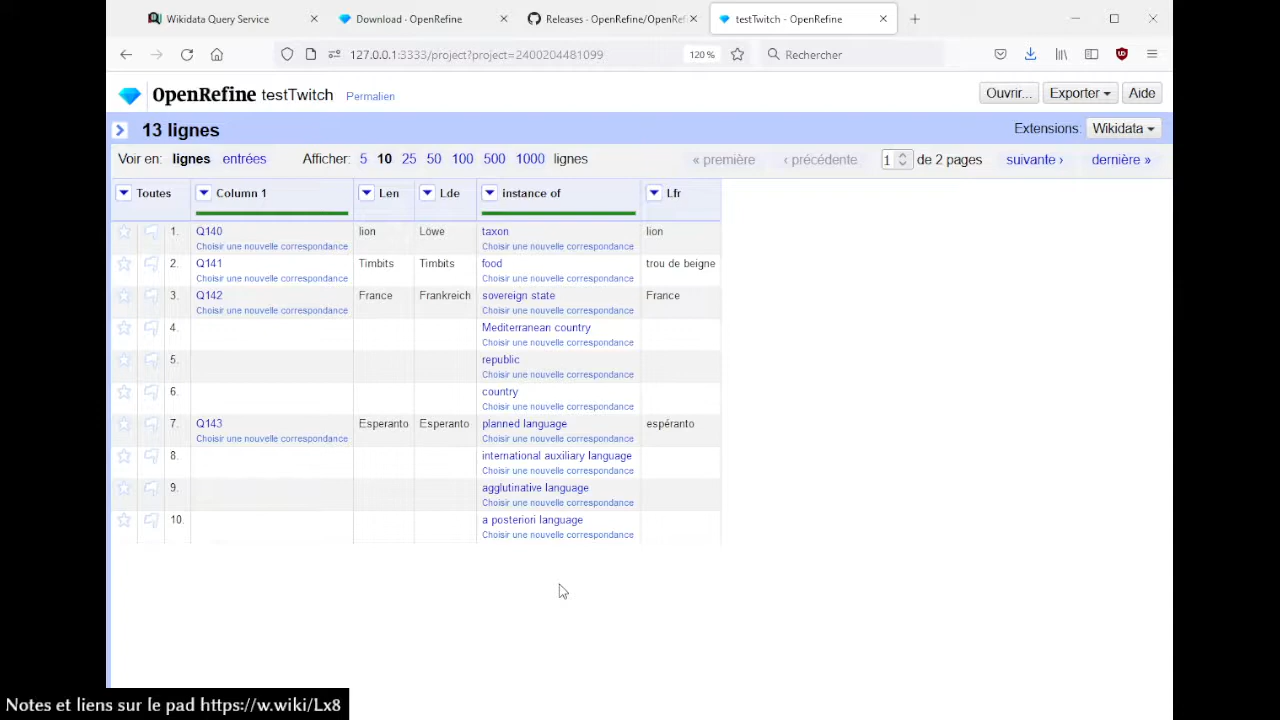 Wikidata Query Service
Download · OpenRefine
Releases · OpenRefine/OpenRef
testTwitch - OpenRefine
127.0.0.1:3333/project?project=2400204481099
120 %
Rechercher
OpenRefine testTwitch Permalien
Ouvrir... Exporter Aide
13 lignes
Extensions: Wikidata
Voir en: lignes entrées Afficher: 5 10 25 50 100 500 1000 lignes
« première ‹ précédente 1 de 2 pages suivante › dernière »
Toutes Column 1 Len Lde instance of Lfr
1. Q140 lion Löwe taxon lion
Choisir une nouvelle correspondance Choisir une nouvelle correspondance
2. Q141 Timbits Timbits food trou de beigne
Choisir une nouvelle correspondance Choisir une nouvelle correspondance
3. Q142 France Frankreich sovereign state France
Choisir une nouvelle correspondance Choisir une nouvelle correspondance
4. Mediterranean country
Choisir une nouvelle correspondance
5. republic
Choisir une nouvelle correspondance
6. country
Choisir une nouvelle correspondance
7. Q143 Esperanto Esperanto planned language espéranto
Choisir une nouvelle correspondance Choisir une nouvelle correspondance
8. international auxiliary language
Choisir une nouvelle correspondance
9. agglutinative language
Choisir une nouvelle correspondance
10. a posteriori language
Choisir une nouvelle correspondance
Notes et liens sur le pad https://w.wiki/Lx8